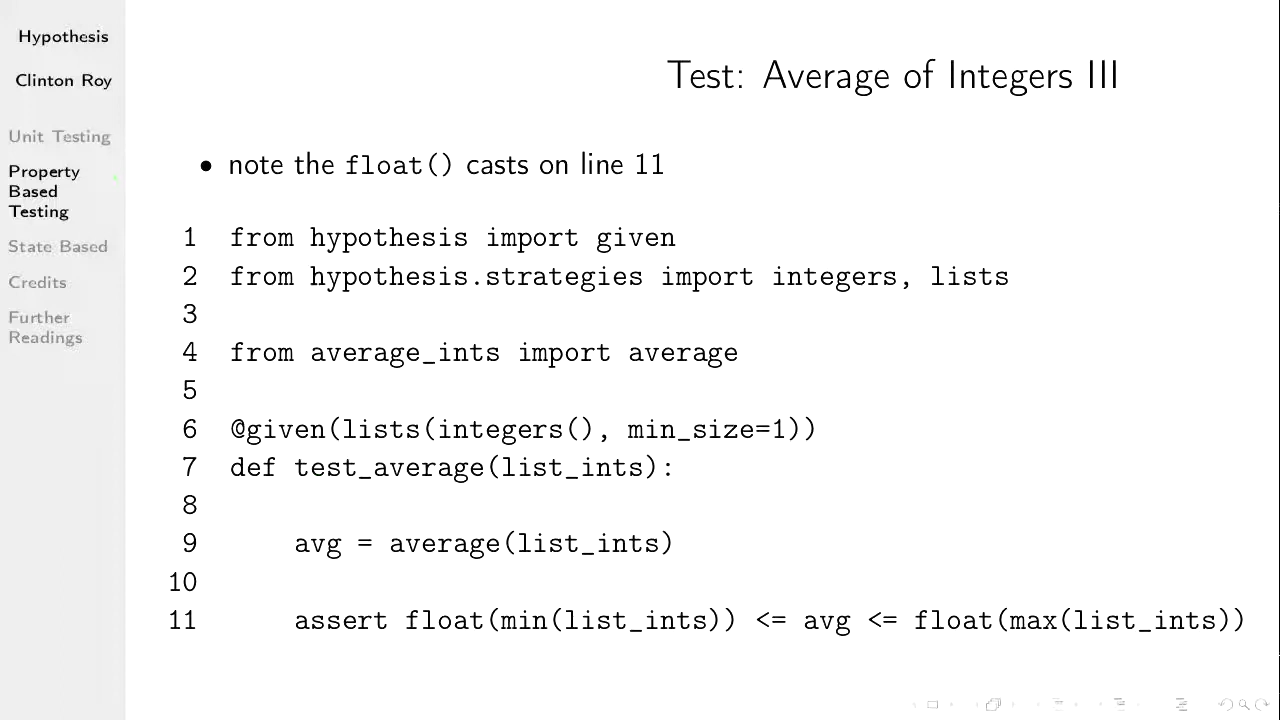 Hypothesis
Clinton Roy
Unit Testing
Property
Based
Testing
State Based
Credits
Further
Readings
Test: Average of Integers III
• note the float() casts on line 11
1 from hypothesis import given
2 from hypothesis.strategies import integers, lists
3
4 from average_ints import average
5
6 @given(lists(integers(), min_size=1))
7 def test_average(list_ints):
8
9     avg = average(list_ints)
10
11     assert float(min(list_ints)) <= avg <= float(max(list_ints))